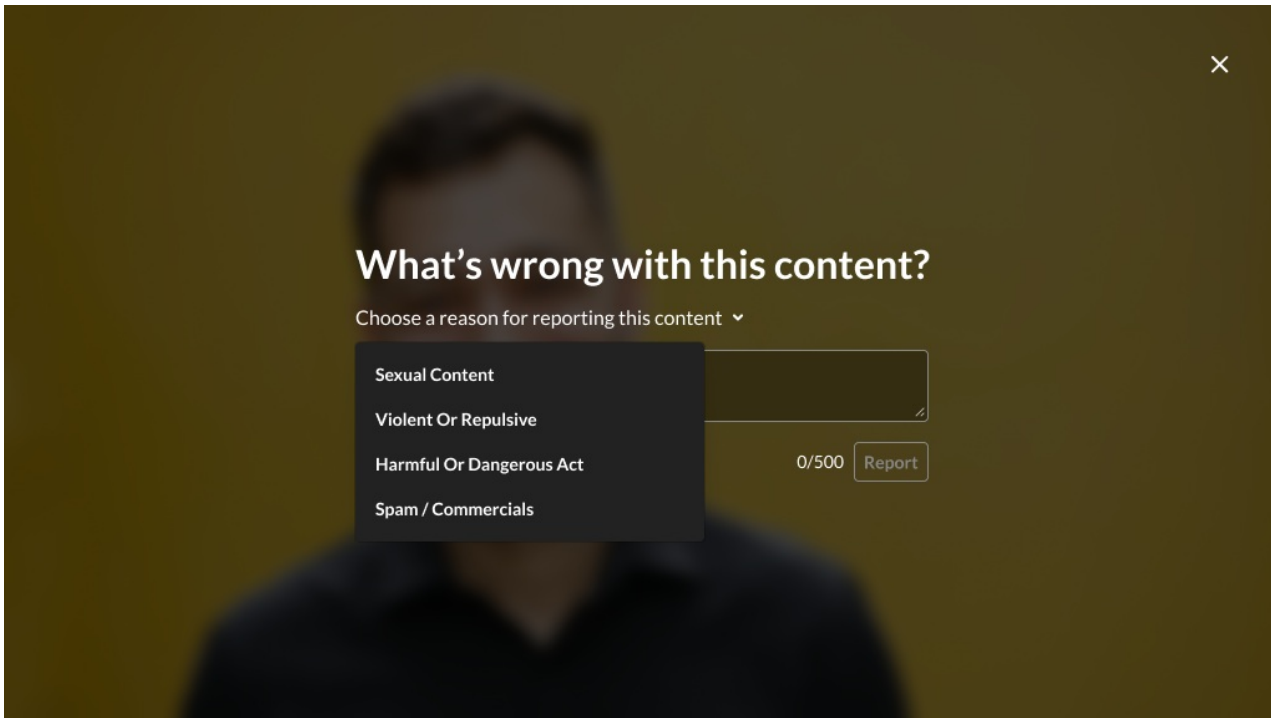 What’s wrong with this content?
Choose a reason for reporting this content
Sexual Content
Violent Or Repulsive
Harmful Or Dangerous Act
Spam / Commercials
0/500 Report